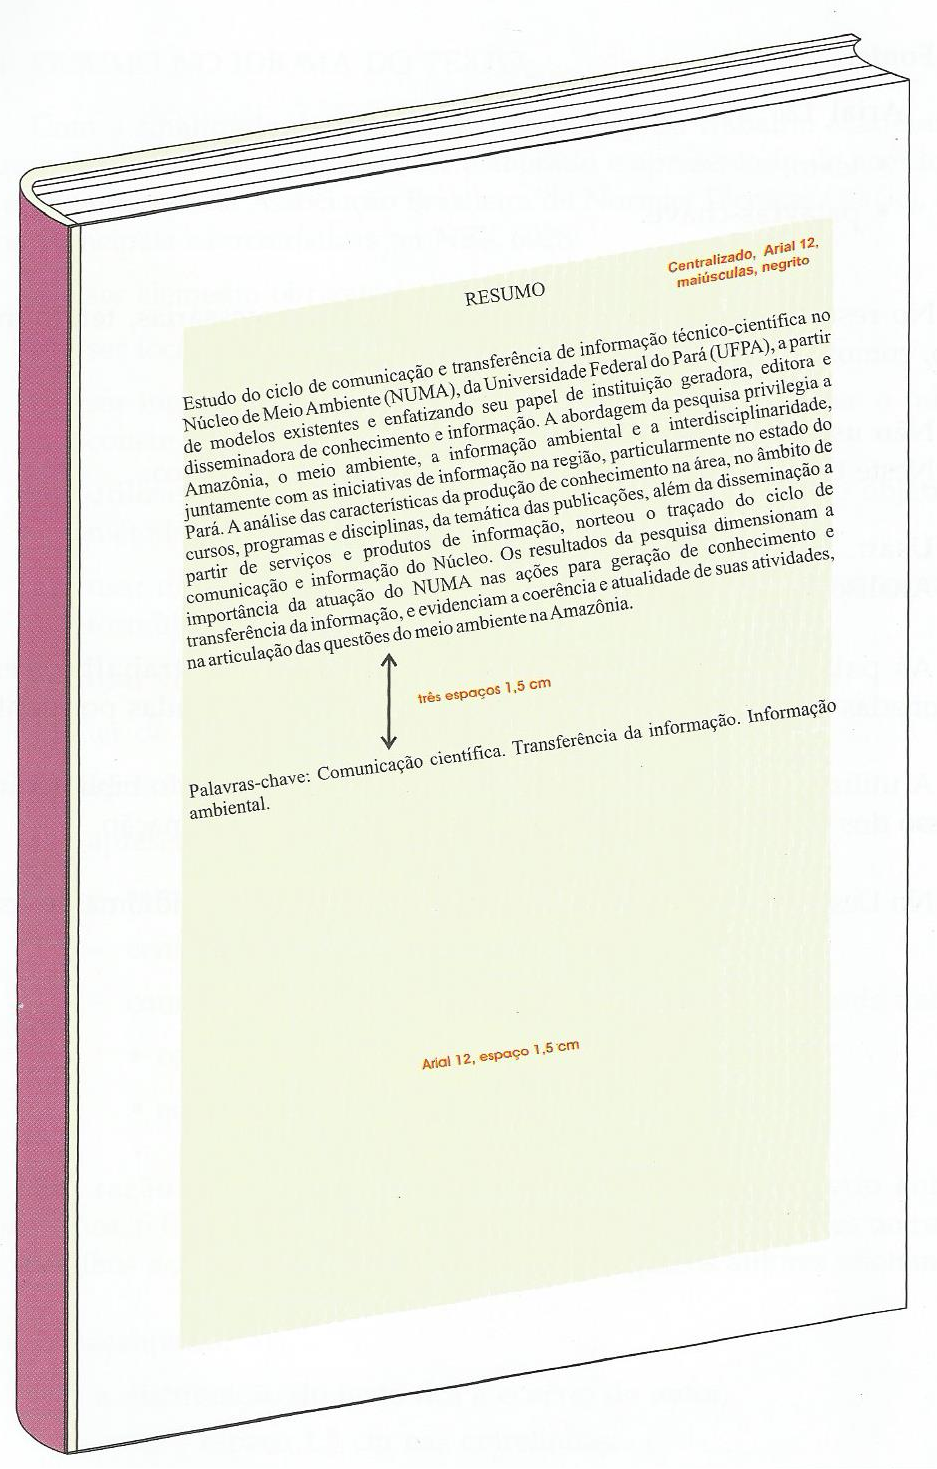 Centralizado, Arial 12,
maiúsculas, negrito
RESUMO
Estudo do ciclo de comunicação e transferência de informação técnico-científica no
Núcleo de Meio Ambiente (NUMA), da Universidade Federal do Pará (UFPA), a partir
de modelos existentes e enfatizando seu papel de instituição geradora, editora e
disseminadora de conhecimento e informação. A abordagem da pesquisa privilegia a
Amazônia, o meio ambiente, a informação ambiental e a interdisciplinaridade,
juntamente com as iniciativas de informação na região, particularmente no estado do
Pará. A análise das características da produção de conhecimento na área, no âmbito de
cursos, programas e disciplinas, da temática das publicações, além da disseminação a
partir de serviços e produtos de informação, norteou o traçado do ciclo de
comunicação e informação do Núcleo. Os resultados da pesquisa dimensionam a
importância da atuação do NUMA nas ações para geração de conhecimento e
transferência da informação, e evidenciam a coerência e atualidade de suas atividades,
na articulação das questões do meio ambiente na Amazônia.
três espaços 1,5 cm
Palavras-chave: Comunicação científica. Transferência da informação. Informação
ambiental.
Arial 12, espaço 1,5 cm